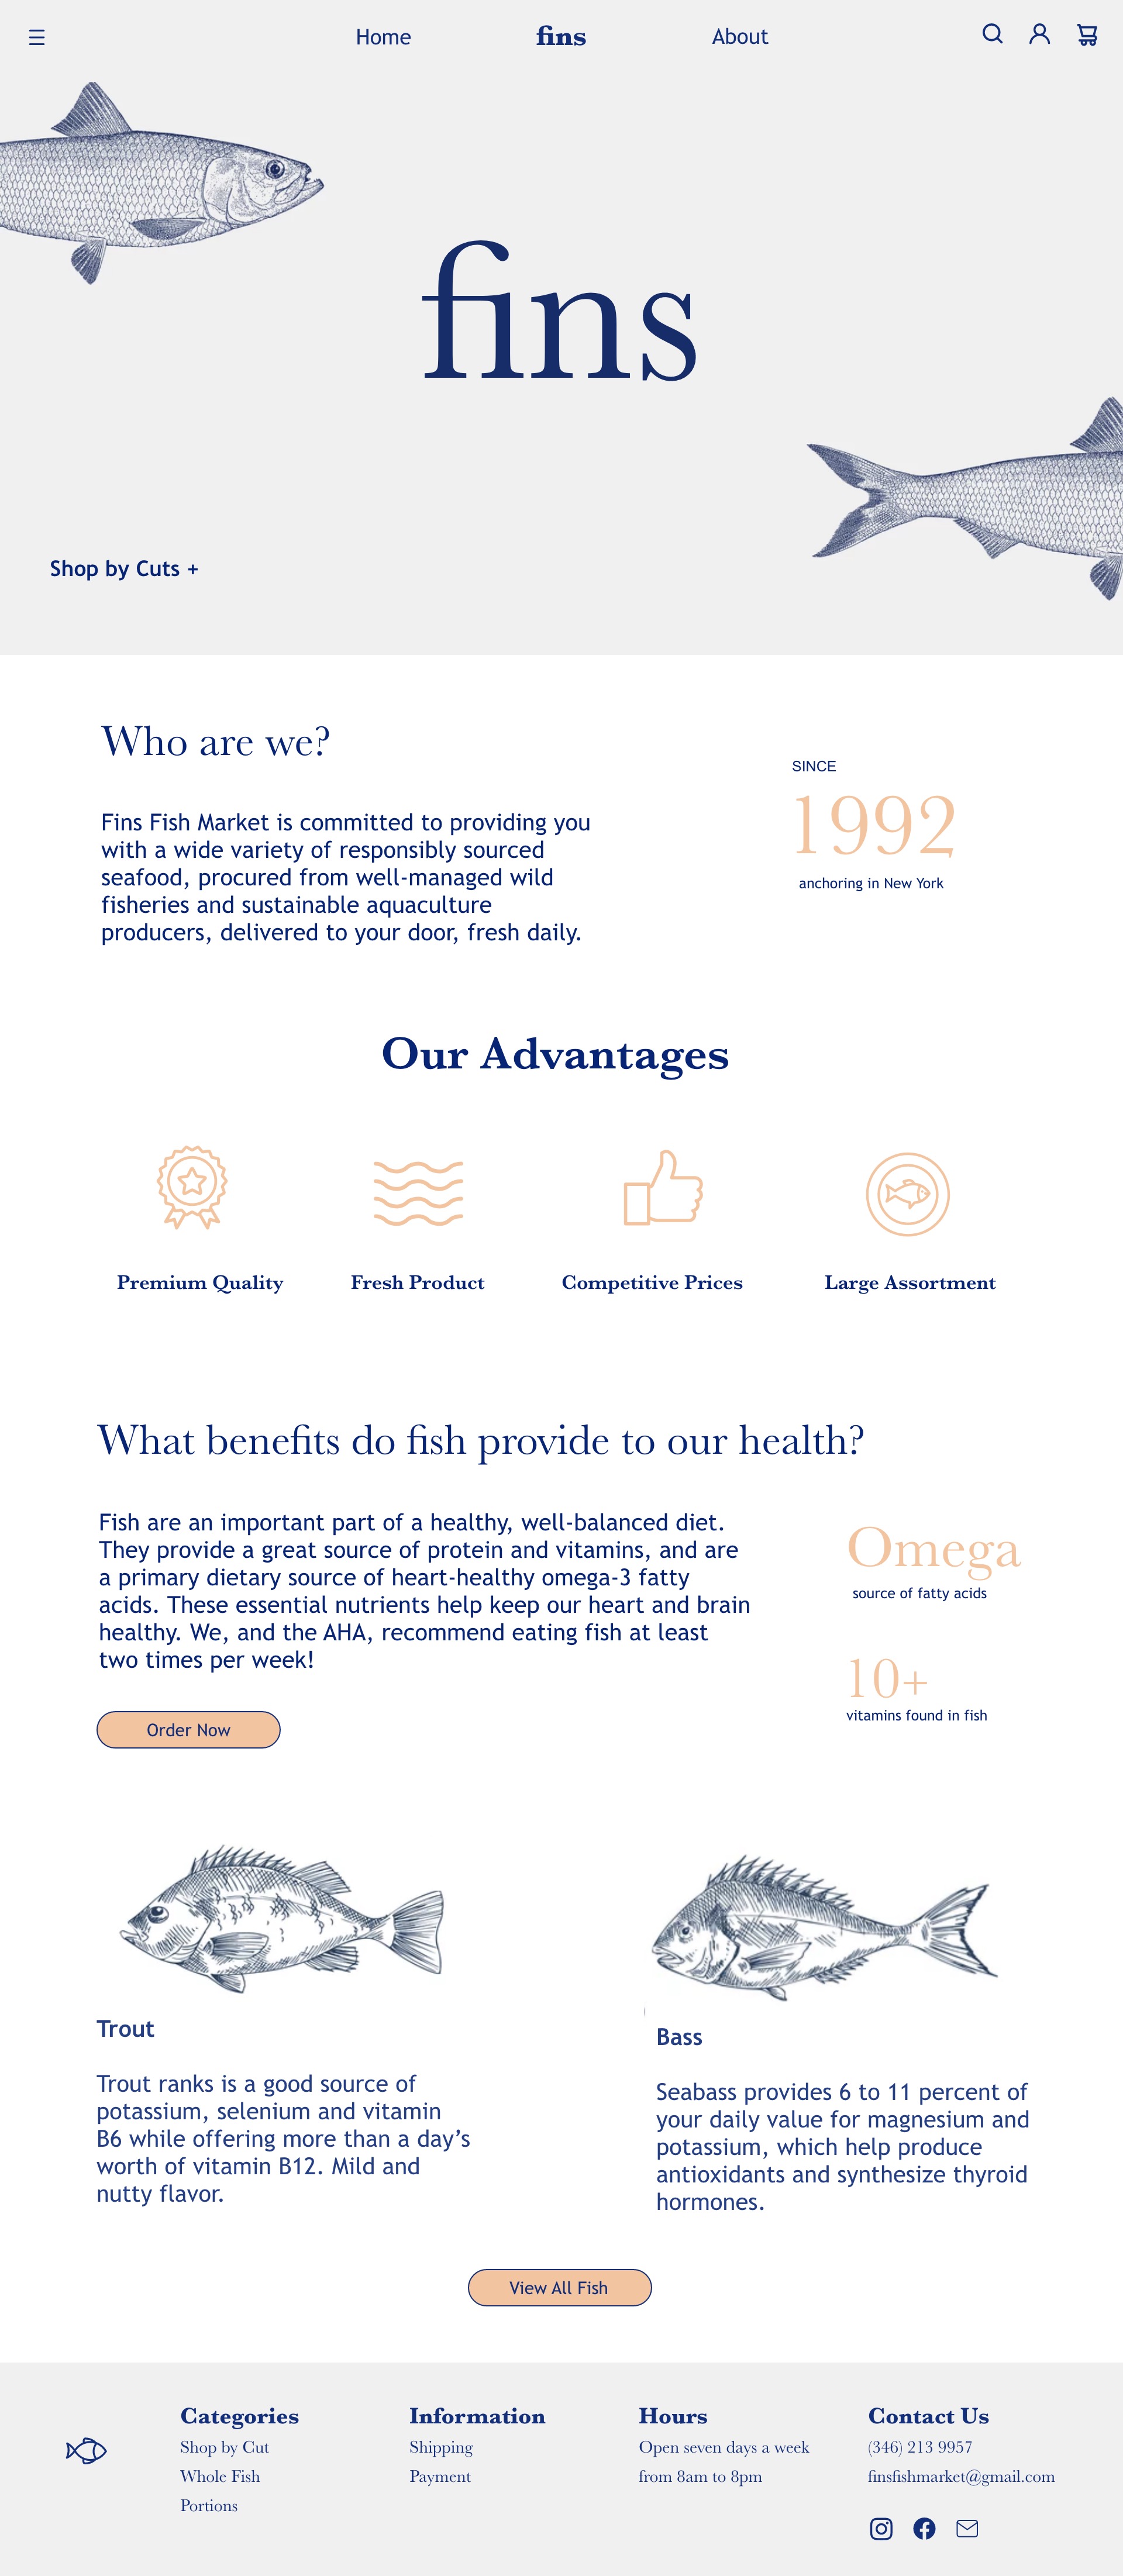 Home
fins
About
fins
Shop by Cuts +
Who are we?
Fins Fish Market is committed to providing you
with a wide variety of responsibly sourced
seafood, procured from well-managed wild
fisheries and sustainable aquaculture
producers, delivered to your door, fresh daily.
SINCE
1992
anchoring in New York
Our Advantages
Premium Quality
Fresh Product
Competitive Prices
Large Assortment
What benefits do fish provide to our health?
Fish are an important part of a healthy, well-balanced diet.
They provide a great source of protein and vitamins, and are
a primary dietary source of heart-healthy omega-3 fatty
acids. These essential nutrients help keep our heart and brain
healthy. We, and the AHA, recommend eating fish at least
two times per week!
Order Now
Omega
source of fatty acids
10+
vitamins found in fish
Trout
Trout ranks is a good source of
potassium, selenium and vitamin
B6 while offering more than a day’s
worth of vitamin B12. Mild and
nutty flavor.
Bass
Seabass provides 6 to 11 percent of
your daily value for magnesium and
potassium, which help produce
antioxidants and synthesize thyroid
hormones.
View All Fish
Categories
Shop by Cut
Whole Fish
Portions
Information
Shipping
Payment
Hours
Open seven days a week
from 8am to 8pm
Contact Us
(346) 213 9957
finsfishmarket@gmail.com